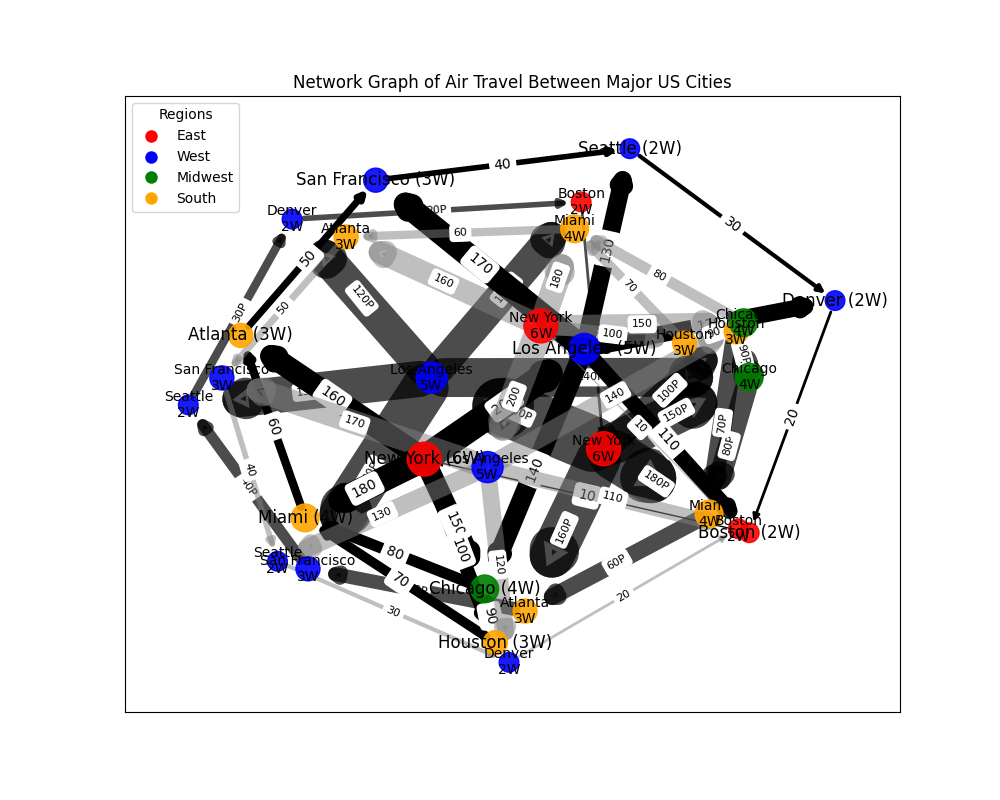 Network Graph of Air Travel Between Major US Cities
Regions
East
West
Midwest
South
Seattle (2W)
40
San Francisco (3W)
Boston
2W
Denver
2W
60
Miami
4W
Atlanta
3W
30
130
170
160
180
80
70
50
120P
50
30P
Denver (2W)
New York
6W
150
100
Houston
3W
Houston
3W
90P
Atlanta (3W)
Los Angeles (5W)
San Francisco
3W
Los Angeles
5W
Chicago
4W
Seattle
2W
160
200
140
100P
150P
20
170
110
70P
80P
60
New York
6W
New York (6W)
Los Angeles
5W
40
180
140
180P
110
130
Miami
4W
Boston
2W
Boston (2W)
Miami (4W)
150
100
160P
80
Seattle
2W
San Francisco
3W
120
60P
70
Chicago (4W)
Atlanta
3W
30
90
20
Houston (3W)
Denver
2W